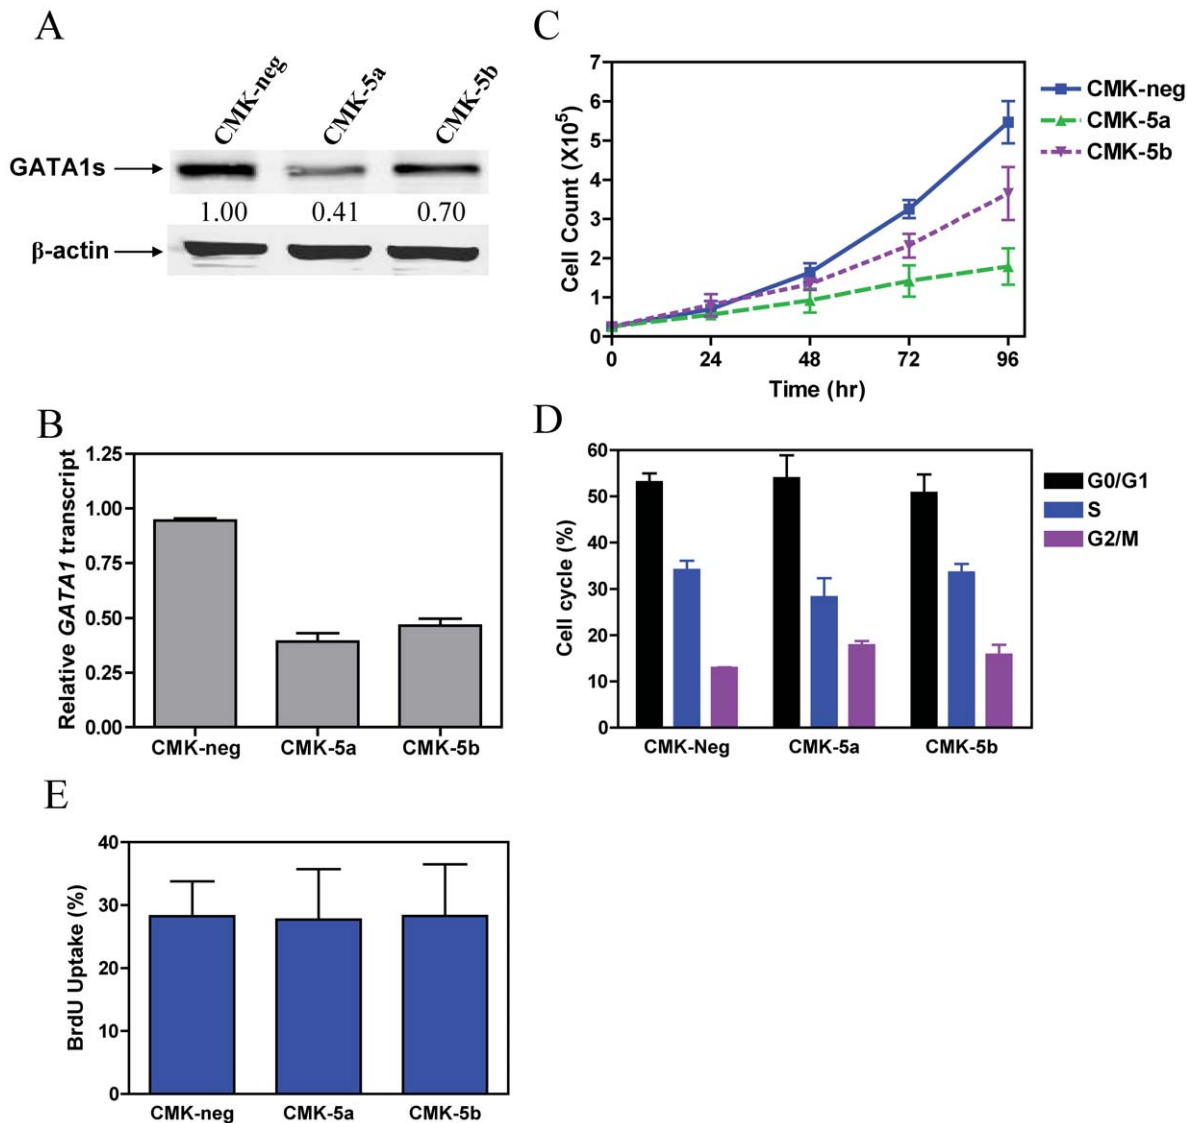 A
CMK-neg
CMK-5a
CMK-5b
GATA1s
1.00 0.41 0.70
β-actin
B
Relative GATA1 transcript
1.25
1.00
0.75
0.50
0.25
0.00
CMK-neg CMK-5a CMK-5b
C
Cell Count (X10⁵)
7
6
5
4
3
2
1
0
0 24 48 72 96
Time (hr)
CMK-neg
CMK-5a
CMK-5b
D
Cell cycle (%)
60
50
40
30
20
10
0
CMK-Neg CMK-5a CMK-5b
G0/G1
S
G2/M
E
BrdU Uptake (%)
40
30
20
10
0
CMK-neg CMK-5a CMK-5b